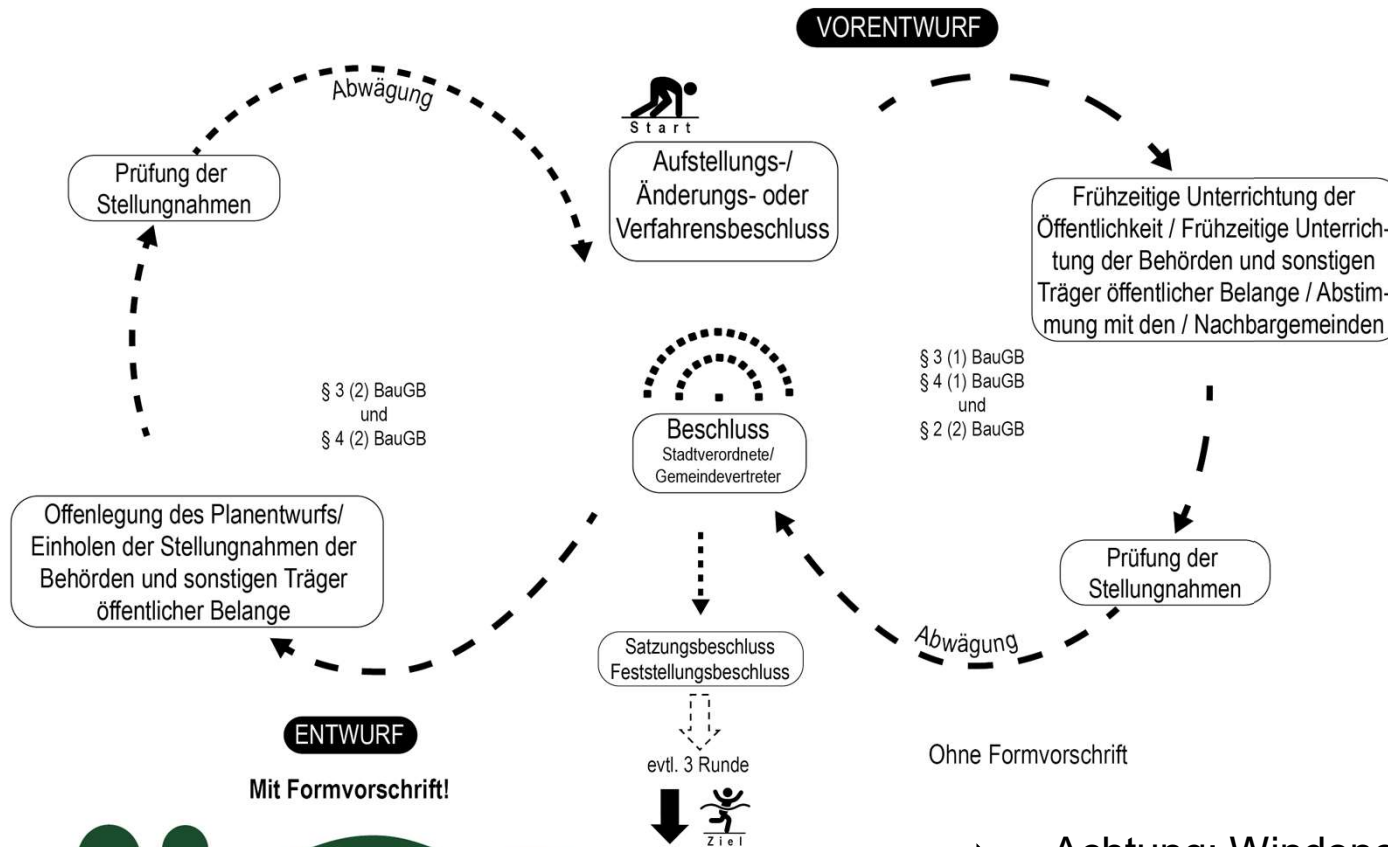 VORENTWURF
Start
Aufstellungs-/
Änderungs- oder
Verfahrensbeschluss
Frühzeitige Unterrichtung der
Öffentlichkeit / Frühzeitige Unterrich-
tung der Behörden und sonstigen
Träger öffentlicher Belange / Abstim-
mung mit den / Nachbargemeinden
§ 3 (1) BauGB
§ 4 (1) BauGB
und
§ 2 (2) BauGB
Prüfung der
Stellungnahmen
Abwägung
Ohne Formvorschrift
Beschluss
Stadtverordnete/
Gemeindevertreter
Offenlegung des Planentwurfs/
Einholen der Stellungnahmen der
Behörden und sonstigen Träger
öffentlicher Belange
§ 3 (2) BauGB
und
§ 4 (2) BauGB
Prüfung der
Stellungnahmen
Abwägung
ENTWURF
Mit Formvorschrift!
Satzungsbeschluss
Feststellungsbeschluss
evtl. 3 Runde
Ziel
Achtung: